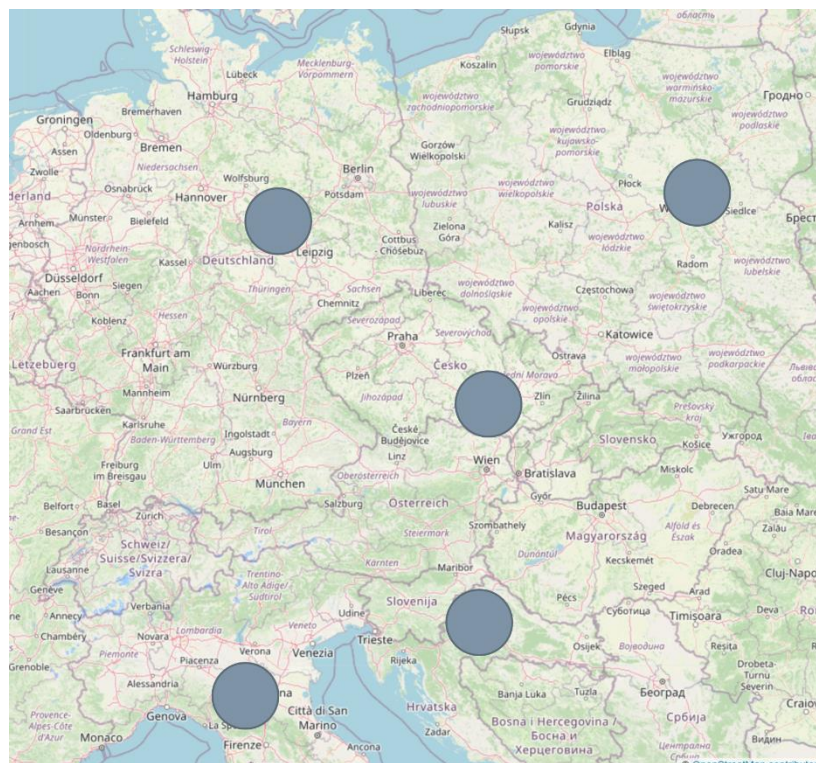 область
Gdynia
Słupsk
Schleswig-
Holstein
Mecklenburg-
Vorpommern
Koszalin
województwo
pomorskie
Elbląg
Lübeck
województwo
warmińsko
mazurskie
Hamburg
województwo
zachodniopomorskie
Grudziądz
Гродно
Bremerhaven
Groningen
Oldenburg
Bremen
województwo
podlaskie
Assen
Zwolle
Niedersachsen
Gorzów
Wielkopolski
województwo
kujawsko-
pomorskie
Berlin
Osnabrück
Wolfsburg
Hannover
Potsdam
województwo
lubuskie
województwo
wielkopolskie
Płock
derland
Arnhem
Münster
Bielefeld
Polska
W
Siedlce
Брест
genbosch
Nordrhein-
Westfalen
Zielona
Góra
Kalisz
Cottbus
- Chóśebuz
województwo
łódzkie
Deutschland
Kassel
Leipzig
Radom
województwo
lubelskie
Düsseldorf
Aachen
Bonn
Siegen
Thüringen
Sachsen
Chemnitz
Liberec
województwo
dolnośląskie
Częstochowa
województwo
świętokrzyskie
Hessen
Koblenz
Severozápad
Severovýchod
województwo
opolskie
Praha
Katowice
Frankfurt am
Main
Letzebuerg
Würzburg
Plzeň
Česko
Ostrava
województwo
małopolskie
województwo
podkarpackie
Mannheim
Nürnberg
Jihozápad
Zlín
Žilina
Saarbrücken
Karlsruhe
Bayern
České
Budějovice
Prešovský
kraj
Grand Est
Baden-Württemberg
Ingolstadt
Slovensko
Košice
Ужгород
Augsburg
Linz
Wien
Freiburg
im Breisgau
Ulm
München
Oberösterreich
Bratislava
Miskolc
Belfort
Basel
Salzburg
Österreich
Győr
Satu Mare
Zürich
Budapest
Debrecen
Baia Mare
Besançon
Tirol
Steiermark
Szombathely
Alföld és
Észak
Zalău
Schweiz/
Suisse/Svizzera/
Svizra
Magyarország
Oradea
Lausanne
Kärnten
Maribor
Dunántúl
Kecskemét
Cluj-Napo
Genève
Trentino-
Alto Adige/
Südtirol
Szeged
Arad
Annecy
Verbania
Udine
Slovenija
Pécs
Суботица
Timișoara
Deva
Chambéry
Lombardia
Veneto
Trieste
Novara
Verona
Venezia
Osijek
Војводина
Reșița
Grenoble
Piemonte
Piacenza
Rijeka
Drobeta-
Turnu
Severin
Alessandria
Banja Luka
Tuzla
Београд
na
Hrvatska
Genova
La Sp
Città di San
Marino
Bosna i Hercegovina /
Босна и
Херцеговина
Србија
Craiov
Provence-
Alpes-Côte
d'Azur
Zadar
Monaco
Firenze
Ancona
Видин
© OpenStreetMap contributor